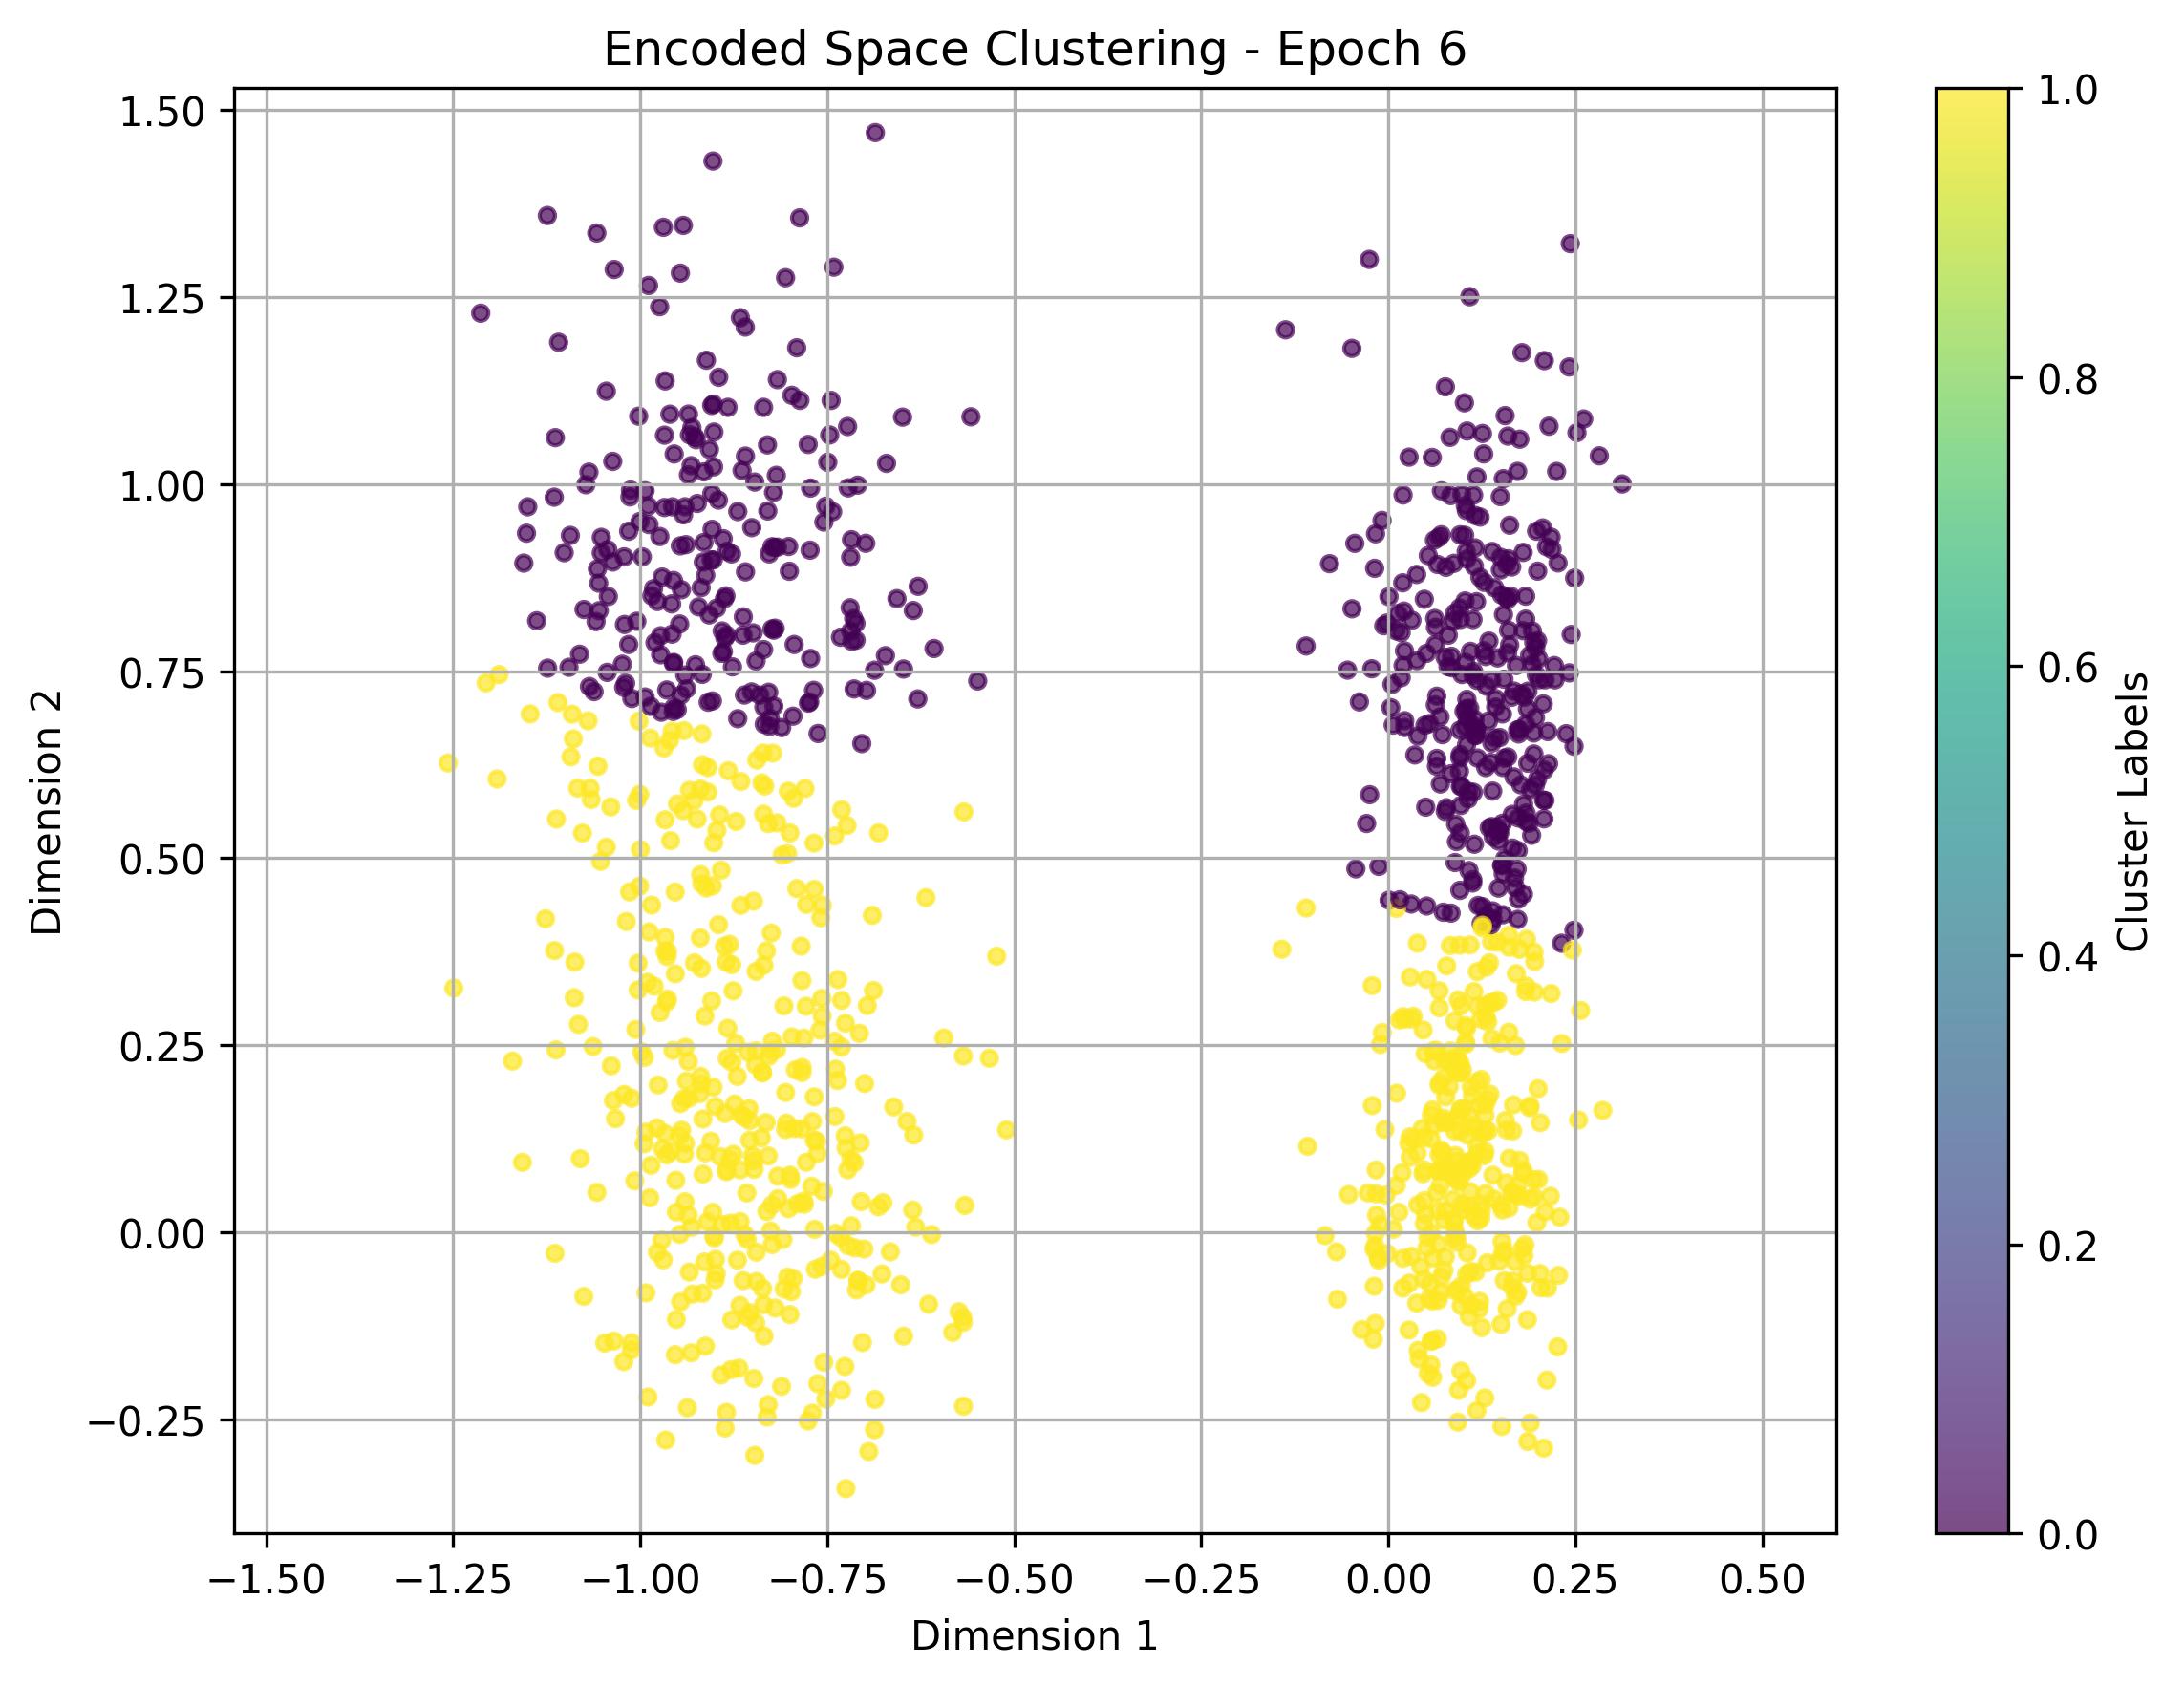 Encoded Space Clustering - Epoch 6
1.50
1.25
1.00
0.75
0.50
0.25
0.00
−0.25
Dimension 2
−1.50 −1.25 −1.00 −0.75 −0.50 −0.25 0.00 0.25 0.50
Dimension 1
1.0
0.8
0.6
0.4
0.2
0.0
Cluster Labels